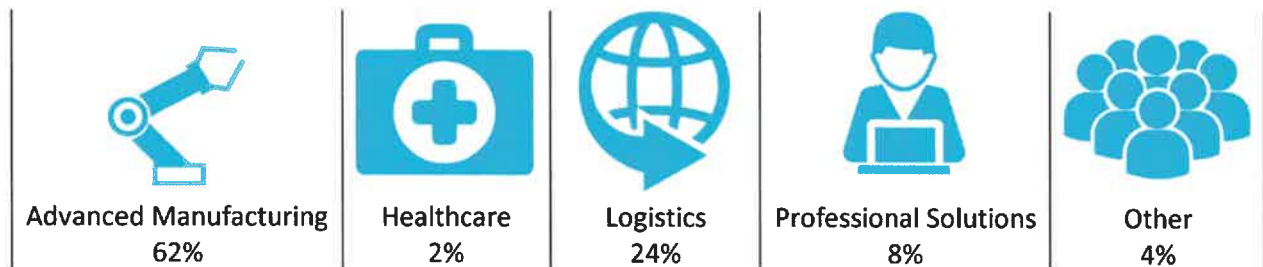 Advanced Manufacturing
62%
Healthcare
2%
Logistics
24%
Professional Solutions
8%
Other
4%